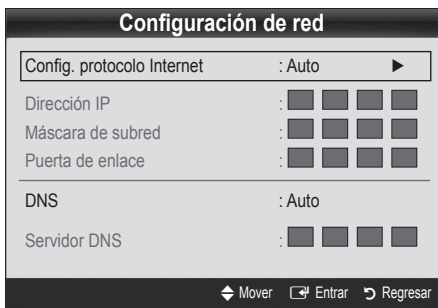 Configuración de red
Config. protocolo Internet : Auto ►
Dirección IP :
Máscara de subred :
Puerta de enlace :
DNS : Auto
Servidor DNS :
Mover Entrar Regresar